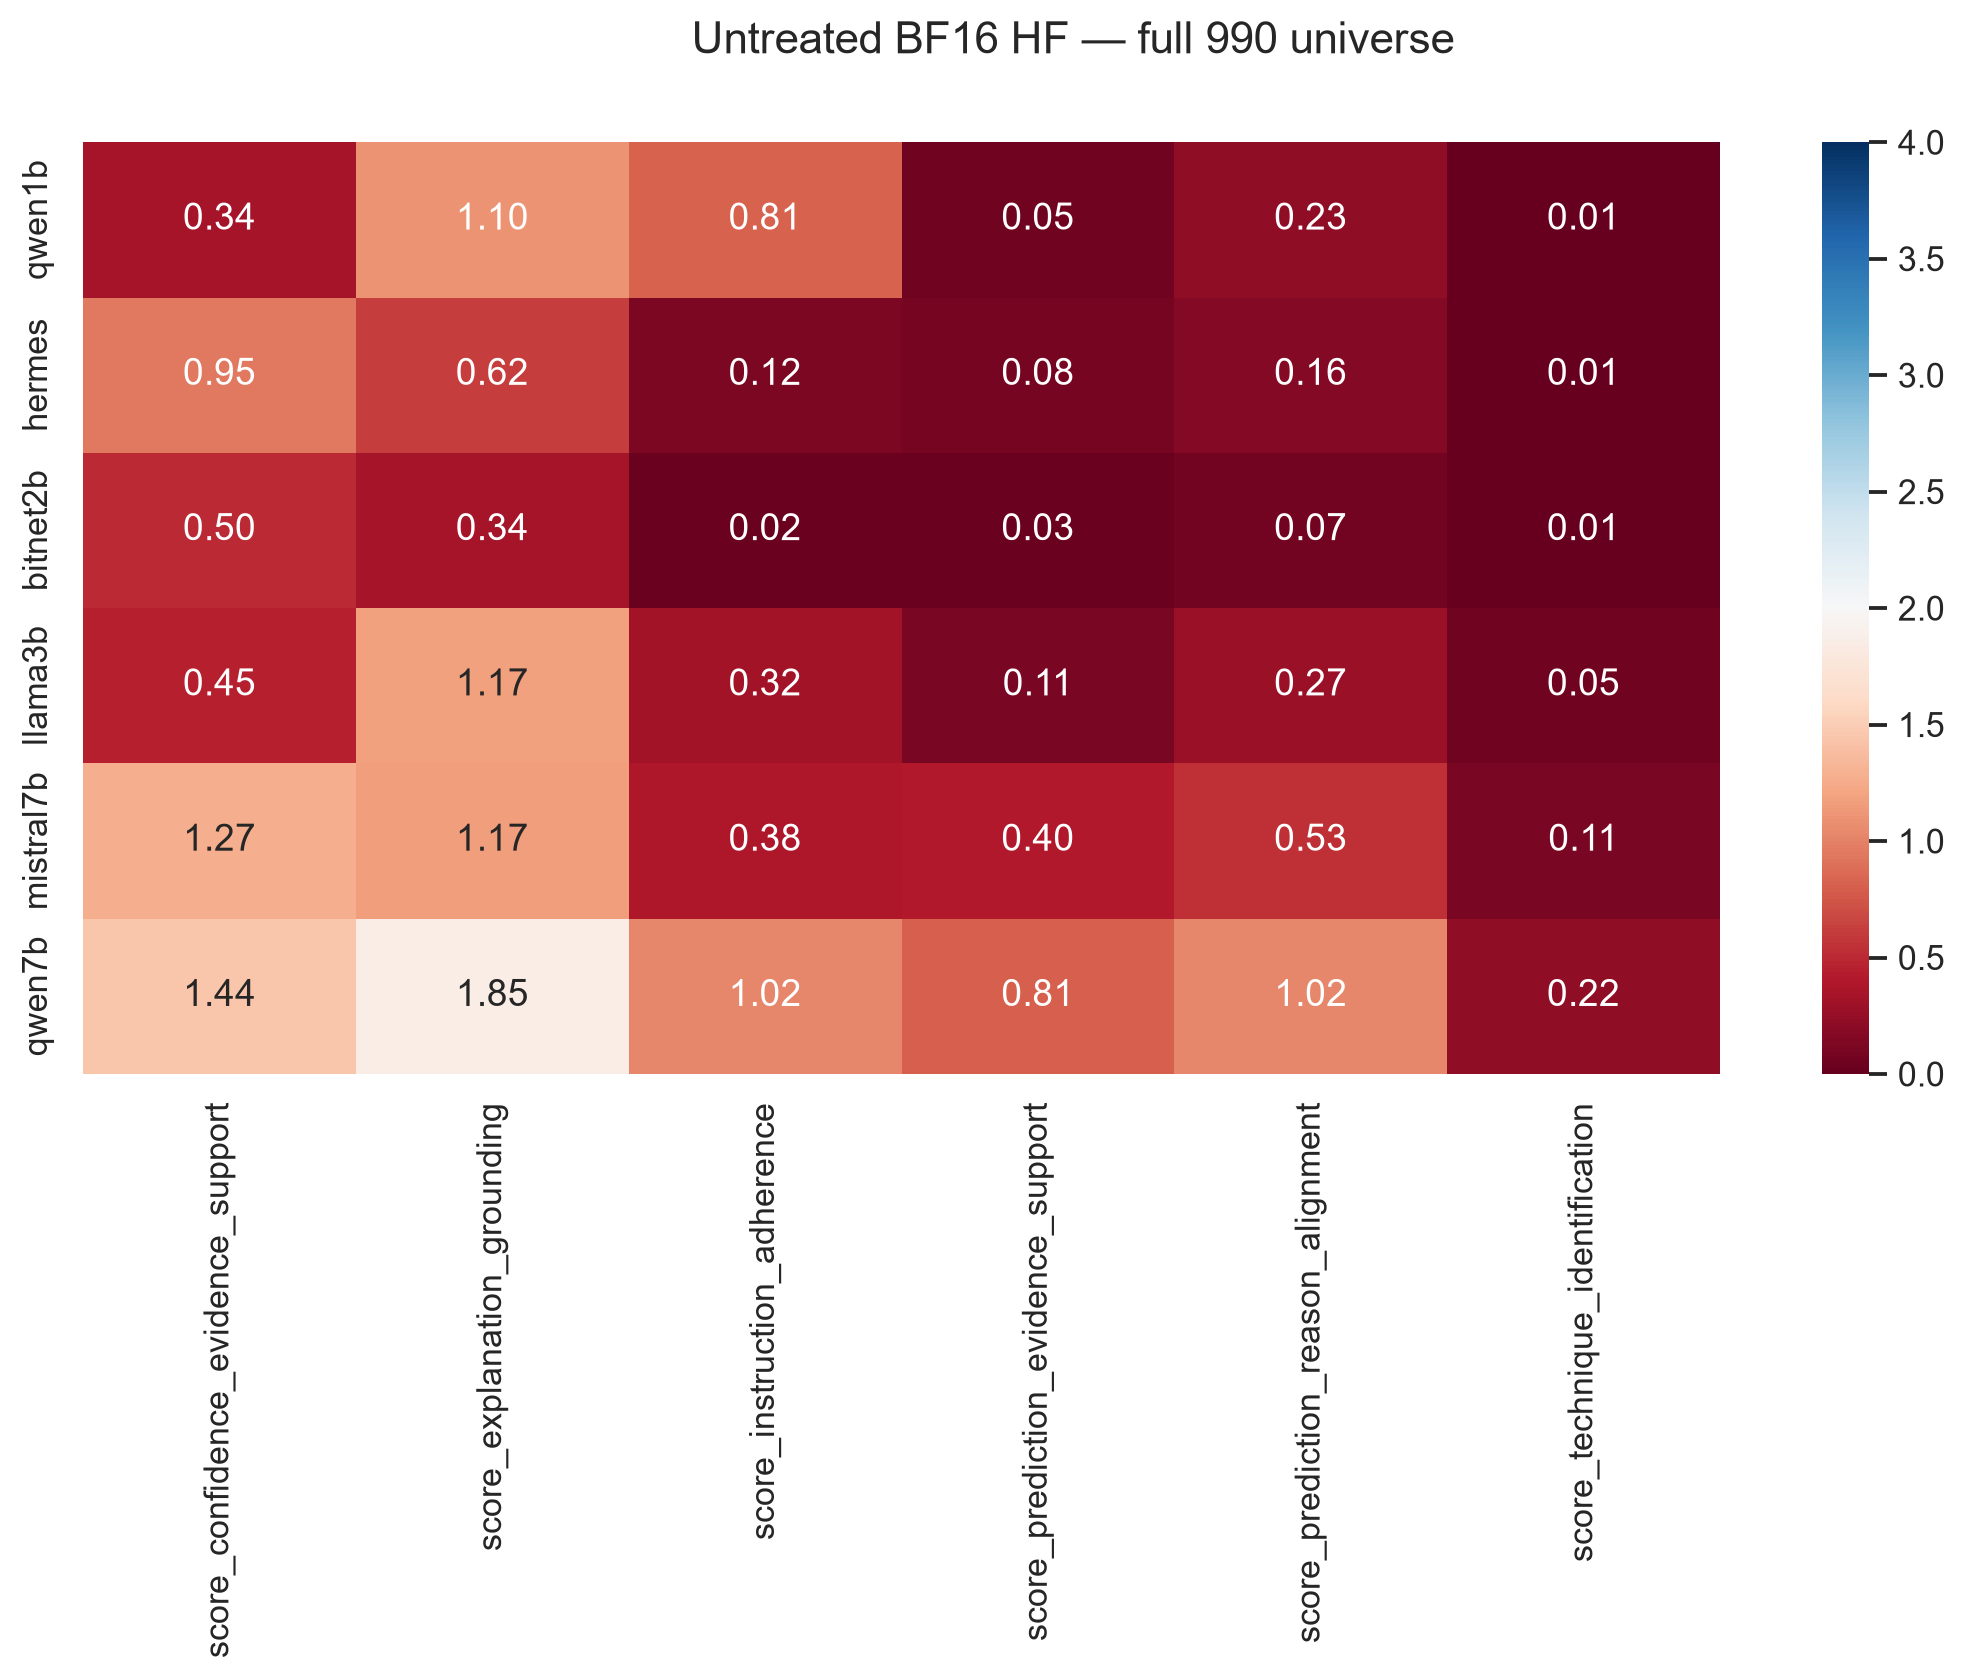 Untreated BF16 HF — full 990 universe
qwen1b 0.34 1.10 0.81 0.05 0.23 0.01
hermes 0.95 0.62 0.12 0.08 0.16 0.01
bitnet2b 0.50 0.34 0.02 0.03 0.07 0.01
llama3b 0.45 1.17 0.32 0.11 0.27 0.05
mistral7b 1.27 1.17 0.38 0.40 0.53 0.11
qwen7b 1.44 1.85 1.02 0.81 1.02 0.22
score_confidence_evidence_support
score_explanation_grounding
score_instruction_adherence
score_prediction_evidence_support
score_prediction_reason_alignment
score_technique_identification
4.0
3.5
3.0
2.5
2.0
1.5
1.0
0.5
0.0